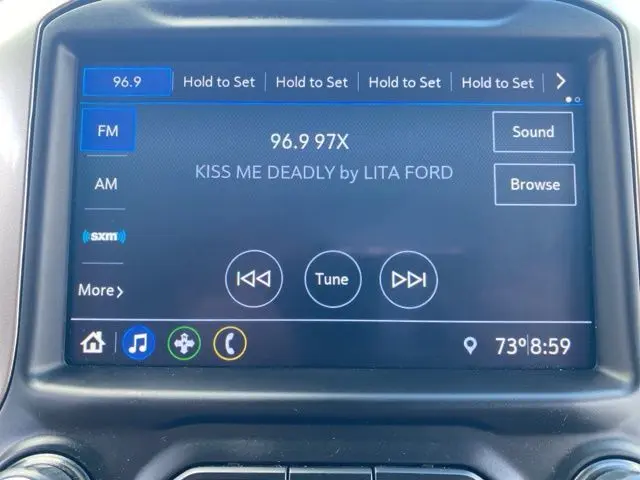 96.9 Hold to Set Hold to Set Hold to Set Hold to Set
FM
96.9 97X
Sound
KISS ME DEADLY by LITA FORD
AM
Browse
sxm
Tune
More
73° 8:59